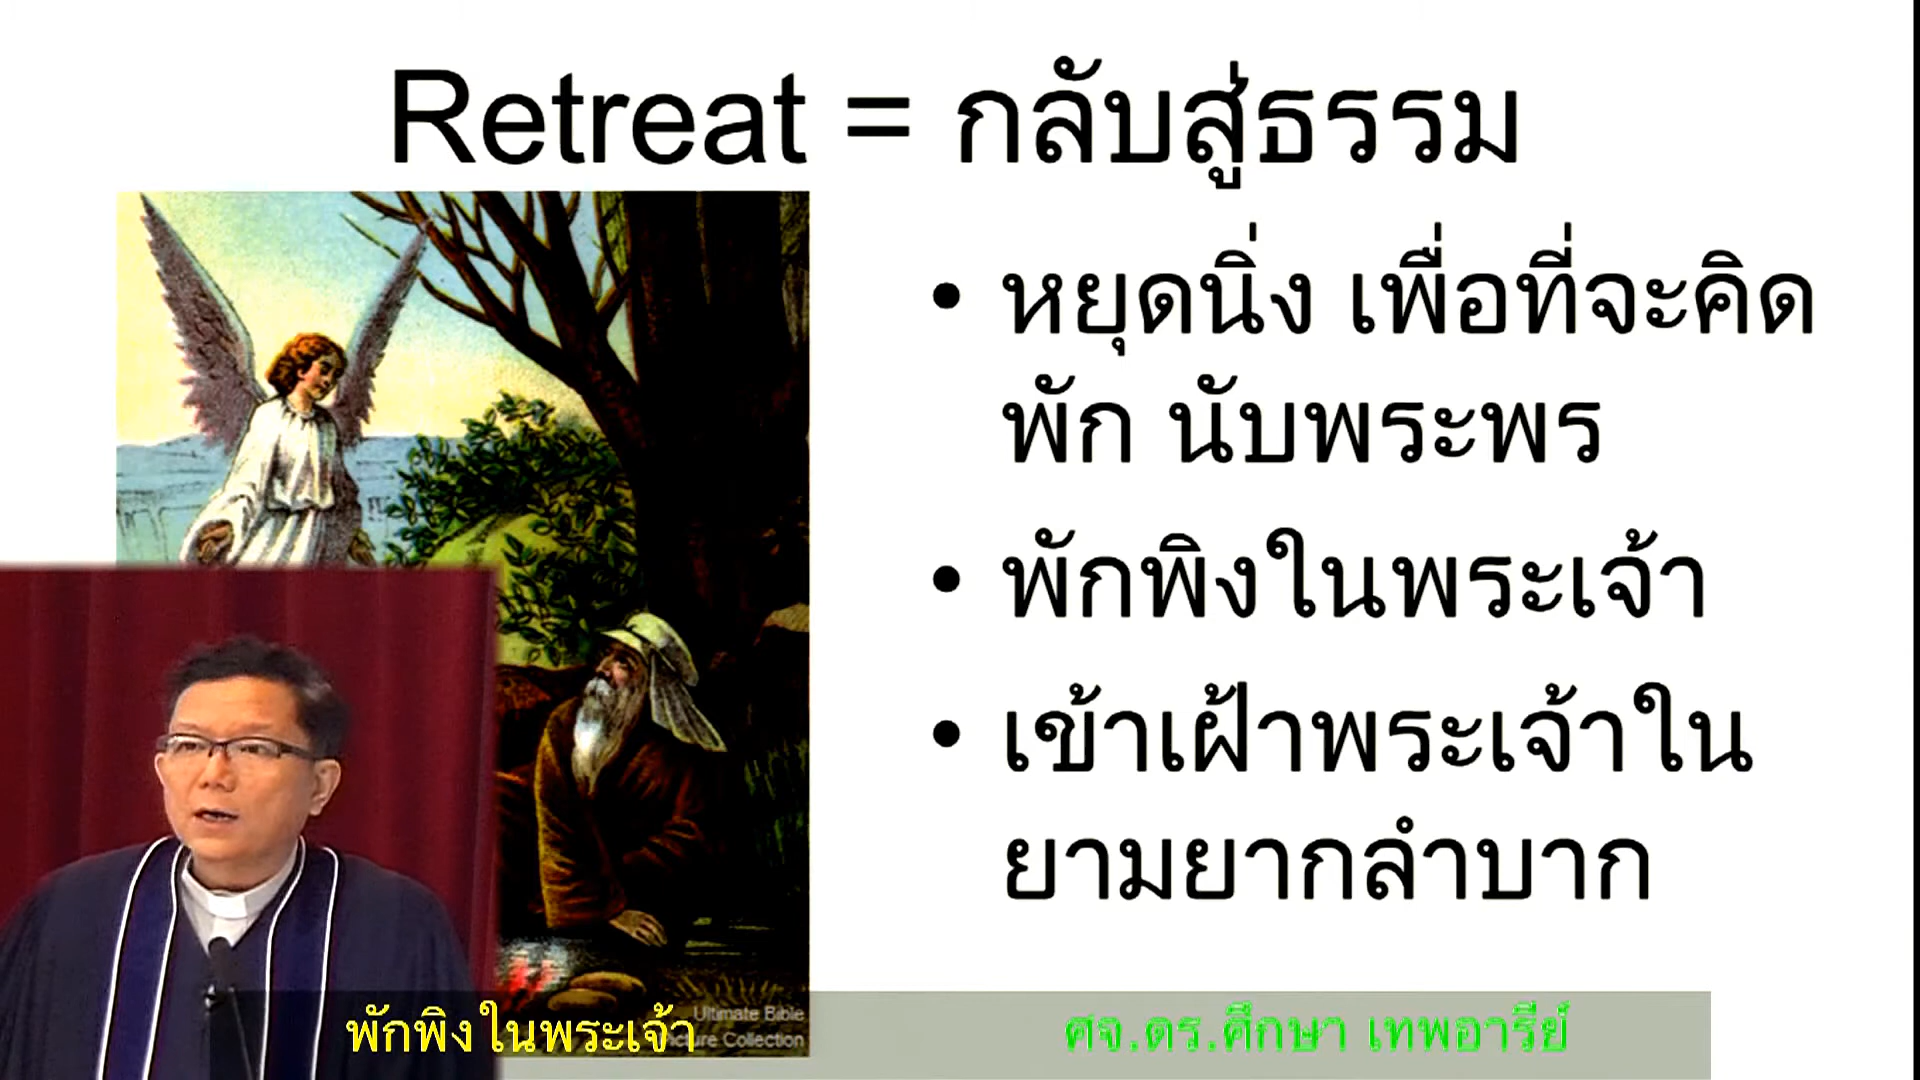 Retreat = กลับสู่ธรรม
• หยุดนิ่ง เพื่อที่จะคิด
พัก นับพระพร
• พักพิงในพระเจ้า
• เข้าเฝ้าพระเจ้าใน
ยามยากลำบาก
Ultimate Bible
Picture Collection
พักพิงในพระเจ้า
ศจ.ดร.ศึกษา เทพอารีย์